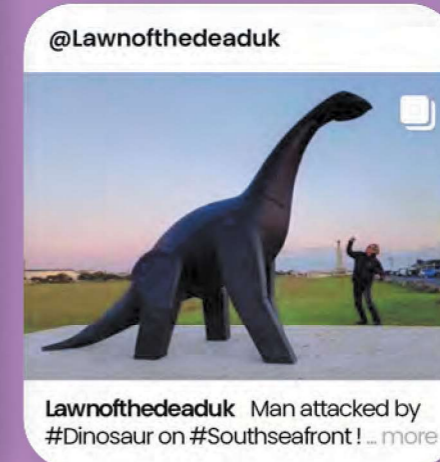 @Lawnofthedeaduk
Lawnofthedeaduk Man attacked by
#Dinosaur on #Southseafront ! ... more